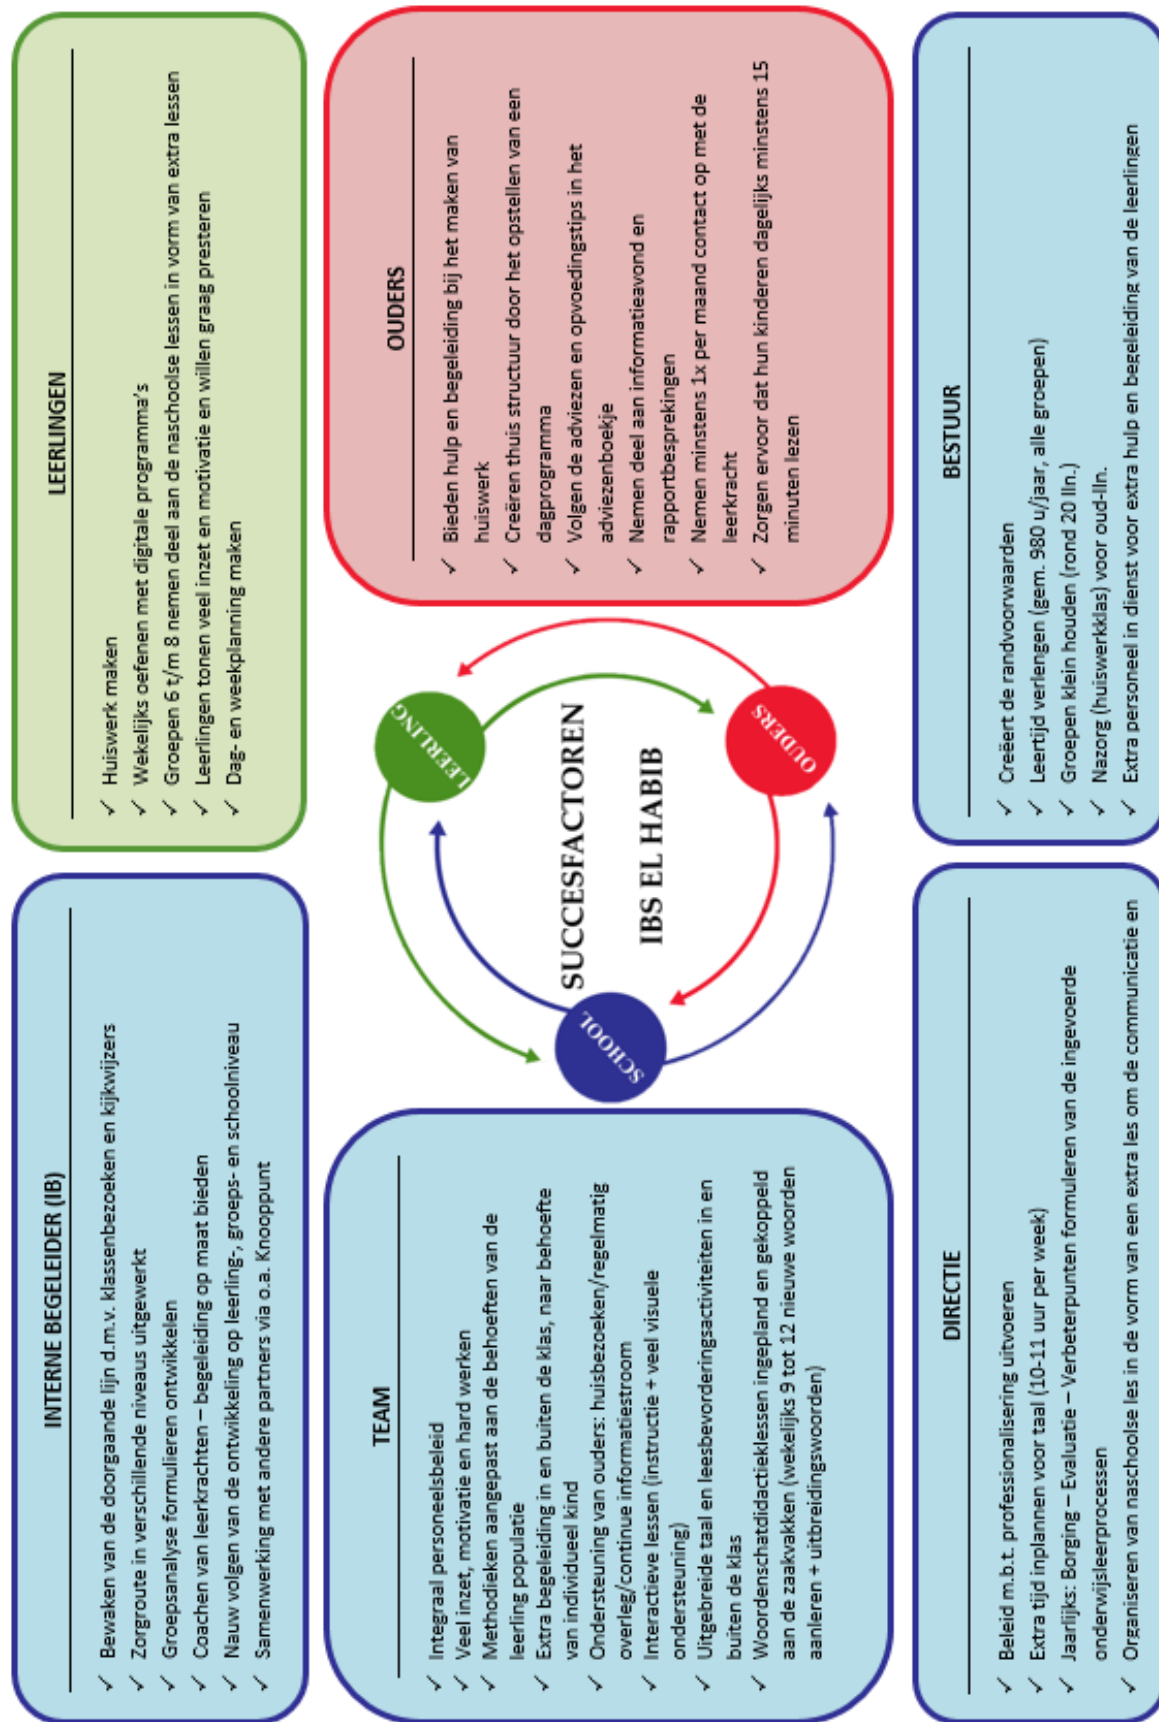 INTERNE BEGELEIDER (IB)
✓ Bewaken van de doorgaande lijn d.m.v. klassenbezoeken en kijkwijzers
✓ Zorgroute in verschillende niveaus uitgewerkt
✓ Groepsanalyse formulieren ontwikkelen
✓ Coachen van leerkrachten – begeleiding op maat bieden
✓ Nauw volgen van de ontwikkeling op leerling-, groeps- en schoolniveau
✓ Samenwerking met andere partners via o.a. Knooppunt
LEERLINGEN
✓ Huiswerk maken
✓ Wekelijks oefenen met digitale programma's
✓ Groepen 6 t/m 8 nemen deel aan de naschoolse lessen in vorm van extra lessen
✓ Leerlingen tonen veel inzet en motivatie en willen graag presteren
✓ Dag- en weekplanning maken
TEAM
✓ Integraal personeelsbeleid
✓ Veel inzet, motivatie en hard werken
✓ Methodieken aangepast aan de behoeften van de
leerling populatie
✓ Extra begeleiding in en buiten de klas, naar behoefte
van individueel kind
✓ Ondersteuning van ouders: huisbezoeken/regelmatig
overleg/continue informatiestroom
✓ Interactieve lessen (instructie + veel visuele
ondersteuning)
✓ Uitgebreide taal en leesbevorderingsactiviteiten in en
buiten de klas
✓ Woordenschatdidactieklessen ingepland en gekoppeld
aan de zaakvakken (wekelijks 9 tot 12 nieuwe woorden
aanleren + uitbreidingswoorden)
LEERLING
SCHOOL
SUCCESFACTOREN
IBS EL HABIB
OUDERS
OUDERS
✓ Bieden hulp en begeleiding bij het maken van
huiswerk
✓ Creëren thuis structuur door het opstellen van een
dagprogramma
✓ Volgen de adviezen en opvoedingstips in het
adviezenboekje
✓ Nemen deel aan informatieavond en
rapportbesprekingen
✓ Nemen minstens 1x per maand contact op met de
leerkracht
✓ Zorgen ervoor dat hun kinderen dagelijks minstens 15
minuten lezen
DIRECTIE
✓ Beleid m.b.t. professionalisering uitvoeren
✓ Extra tijd inplannen voor taal (10-11 uur per week)
✓ Jaarlijks: Borging – Evaluatie – Verbeterpunten formuleren van de ingevoerde
onderwijsleerprocessen
✓ Organiseren van naschoolse les in de vorm van een extra les om de communicatie en
BESTUUR
✓ Creëert de randvoorwaarden
✓ Leertijd verlengen (gem. 980 u/jaar, alle groepen)
✓ Groepen klein houden (rond 20 lln.)
✓ Nazorg (huiswerkklas) voor oud-lln.
✓ Extra personeel in dienst voor extra hulp en begeleiding van de leerlingen